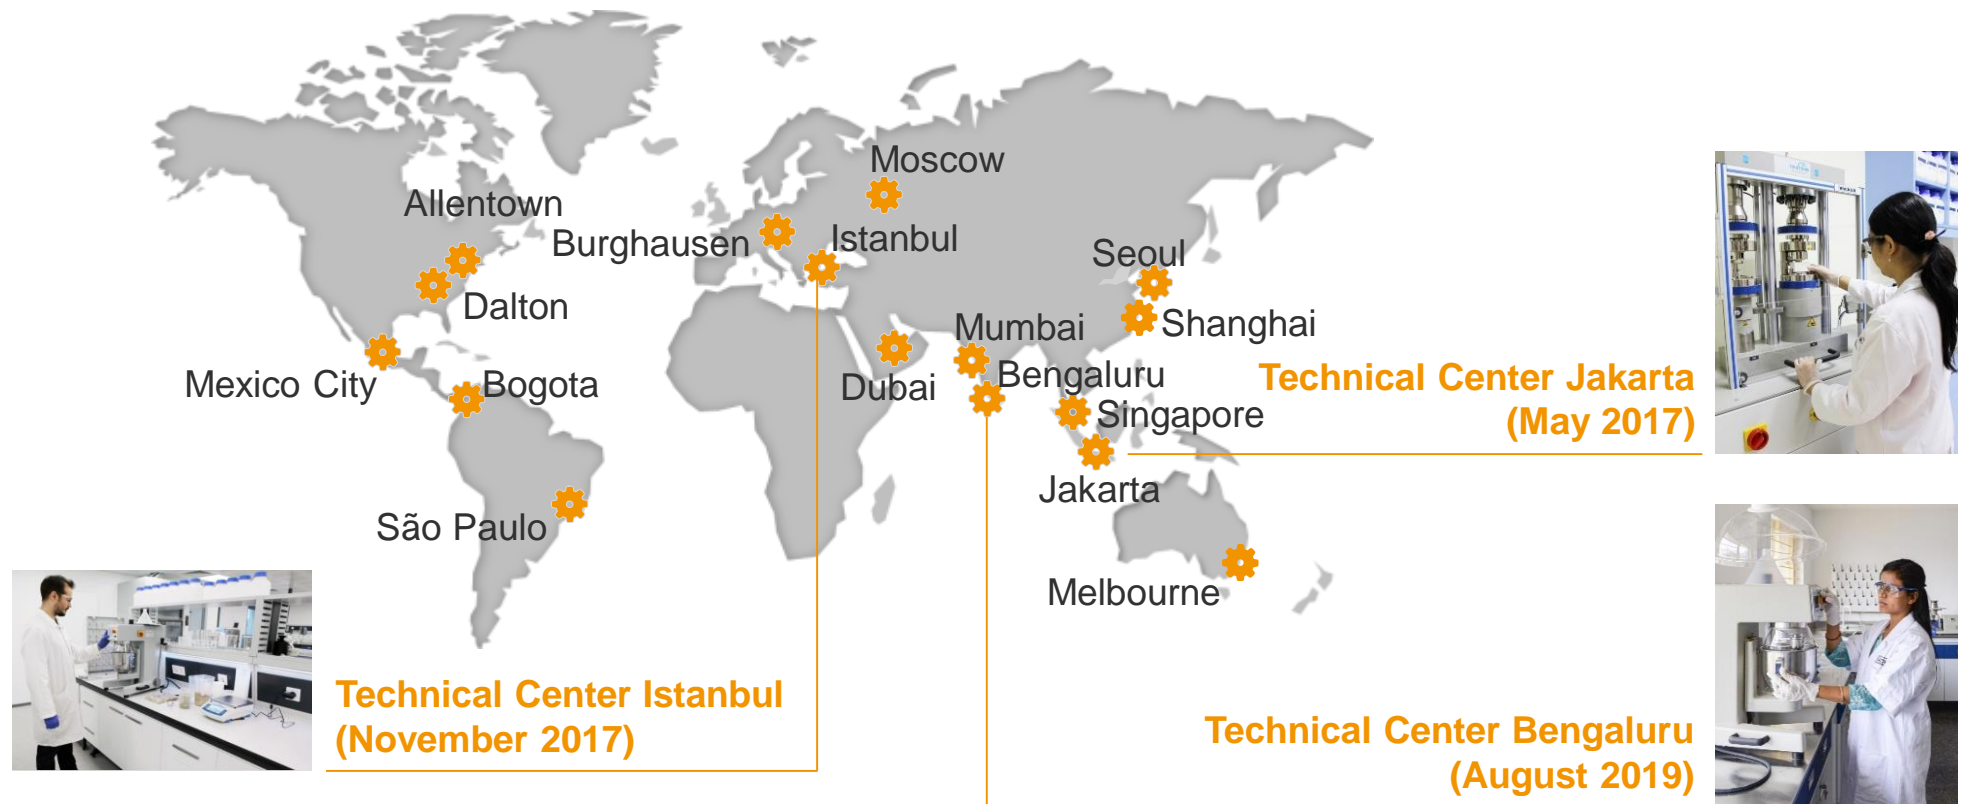 Moscow
Allentown
Burghausen
Istanbul
Seoul
Dalton
Mumbai
Shanghai
Mexico City
Bogota
Dubai
Bengaluru
Singapore
Technical Center Jakarta
(May 2017)
Jakarta
São Paulo
Melbourne
Technical Center Istanbul
(November 2017)
Technical Center Bengaluru
(August 2019)